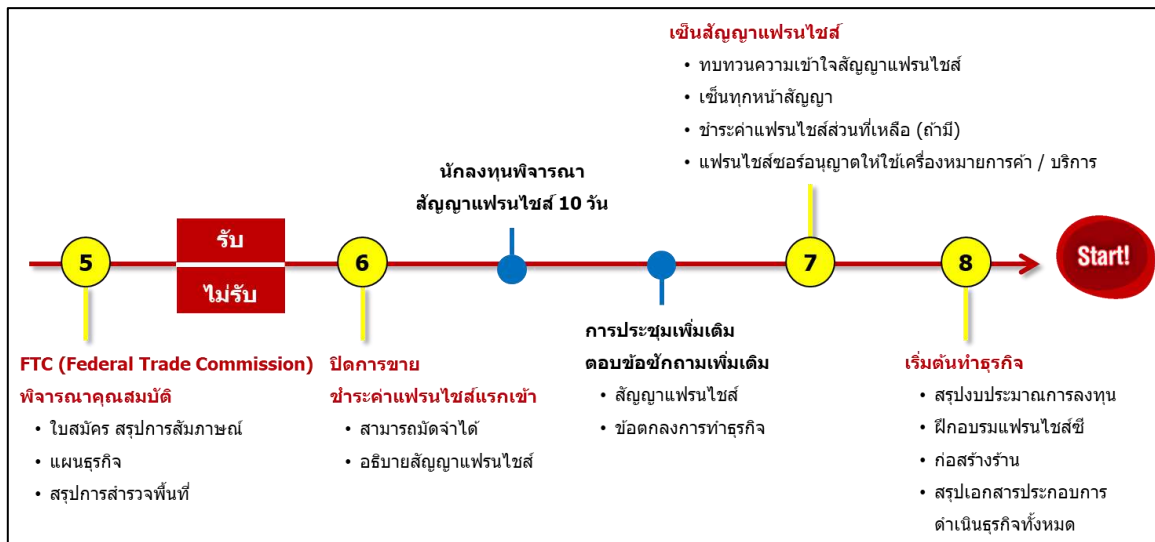 เซ็นสัญญาแฟรนไชส์
• ทบทวนความเข้าใจสัญญาแฟรนไชส์
• เซ็นทุกหน้าสัญญา
• ชำระค่าแฟรนไชส์ส่วนที่เหลือ (ถ้ามี)
• แฟรนไชส์ซอร์อนุญาตให้ใช้เครื่องหมายการค้า / บริการ
นักลงทุนพิจารณา
สัญญาแฟรนไชส์ 10 วัน
5
รับ
ไม่รับ
6
7
8
Start!
FTC (Federal Trade Commission)
พิจารณาคุณสมบัติ
• ใบสมัคร สรุปการสัมภาษณ์
• แผนธุรกิจ
• สรุปการสำรวจพื้นที่
ปิดการขาย
ชำระค่าแฟรนไชส์แรกเข้า
• สามารถมัดจำได้
• อธิบายสัญญาแฟรนไชส์
การประชุมเพิ่มเติม
ตอบข้อซักถามเพิ่มเติม
• สัญญาแฟรนไชส์
• ข้อตกลงการทำธุรกิจ
เริ่มต้นทำธุรกิจ
• สรุปงบประมาณการลงทุน
• ฝึกอบรมแฟรนไชส์ซี
• ก่อสร้างร้าน
• สรุปเอกสารประกอบการ
ดำเนินธุรกิจทั้งหมด